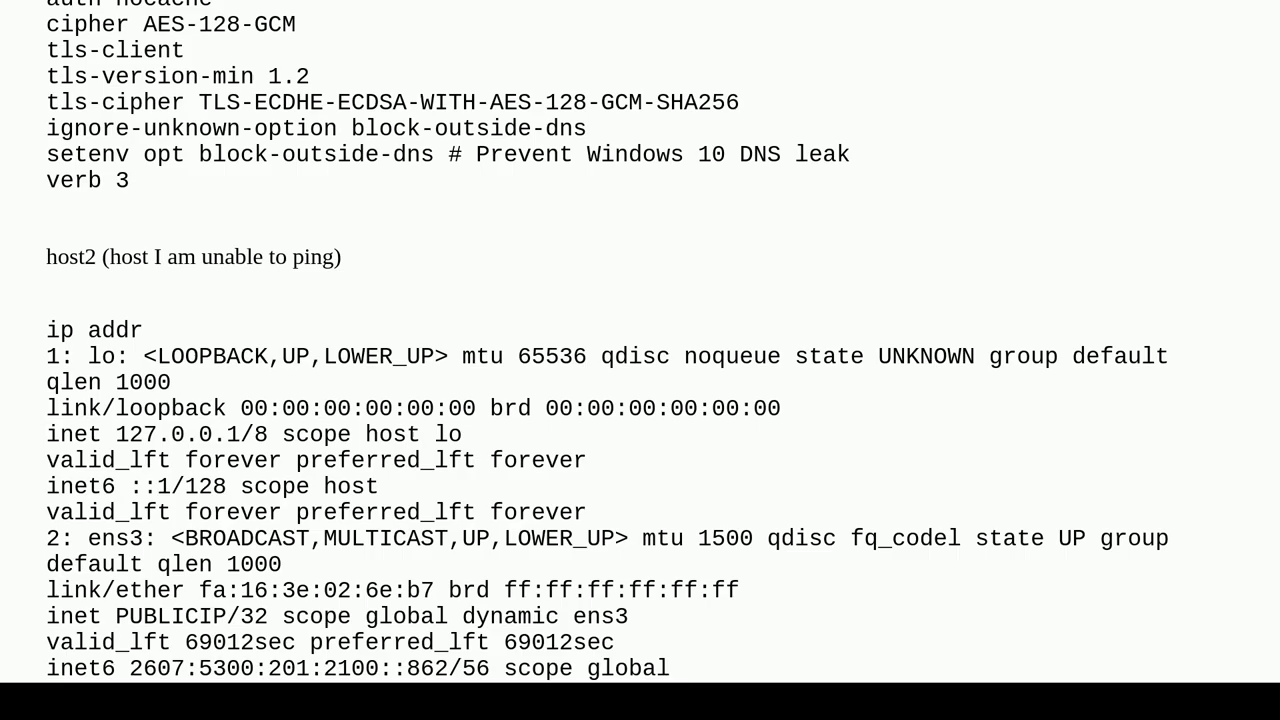 auth nocache
cipher AES-128-GCM
tls-client
tls-version-min 1.2
tls-cipher TLS-ECDHE-ECDSA-WITH-AES-128-GCM-SHA256
ignore-unknown-option block-outside-dns
setenv opt block-outside-dns # Prevent Windows 10 DNS leak
verb 3
host2 (host I am unable to ping)
ip addr
1: lo: <LOOPBACK,UP,LOWER_UP> mtu 65536 qdisc noqueue state UNKNOWN group default
qlen 1000
link/loopback 00:00:00:00:00:00 brd 00:00:00:00:00:00
inet 127.0.0.1/8 scope host lo
valid_lft forever preferred_lft forever
inet6 ::1/128 scope host
valid_lft forever preferred_lft forever
2: ens3: <BROADCAST,MULTICAST,UP,LOWER_UP> mtu 1500 qdisc fq_codel state UP group
default qlen 1000
link/ether fa:16:3e:02:6e:b7 brd ff:ff:ff:ff:ff:ff
inet PUBLICIP/32 scope global dynamic ens3
valid_lft 69012sec preferred_lft 69012sec
inet6 2607:5300:201:2100::862/56 scope global